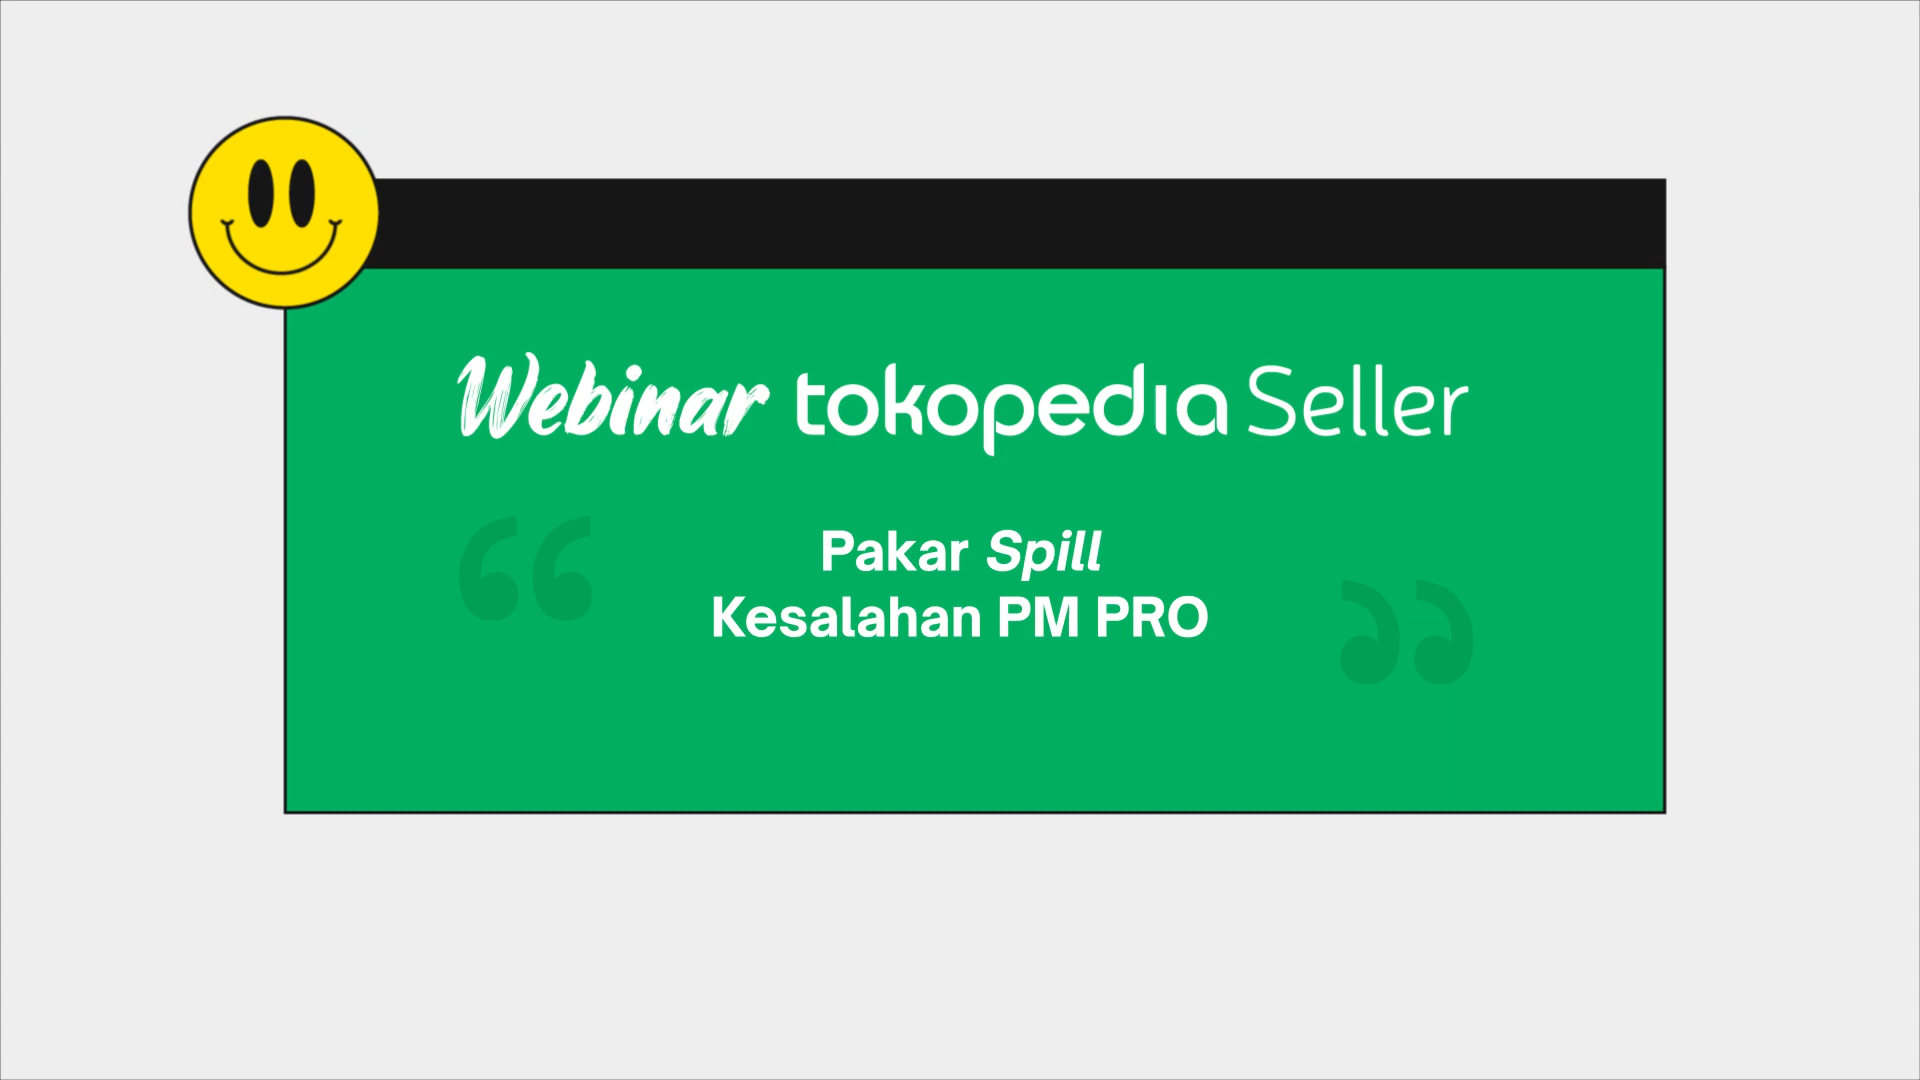 Webinar tokopedia Seller
“
Pakar Spill
Kesalahan PM PRO
”